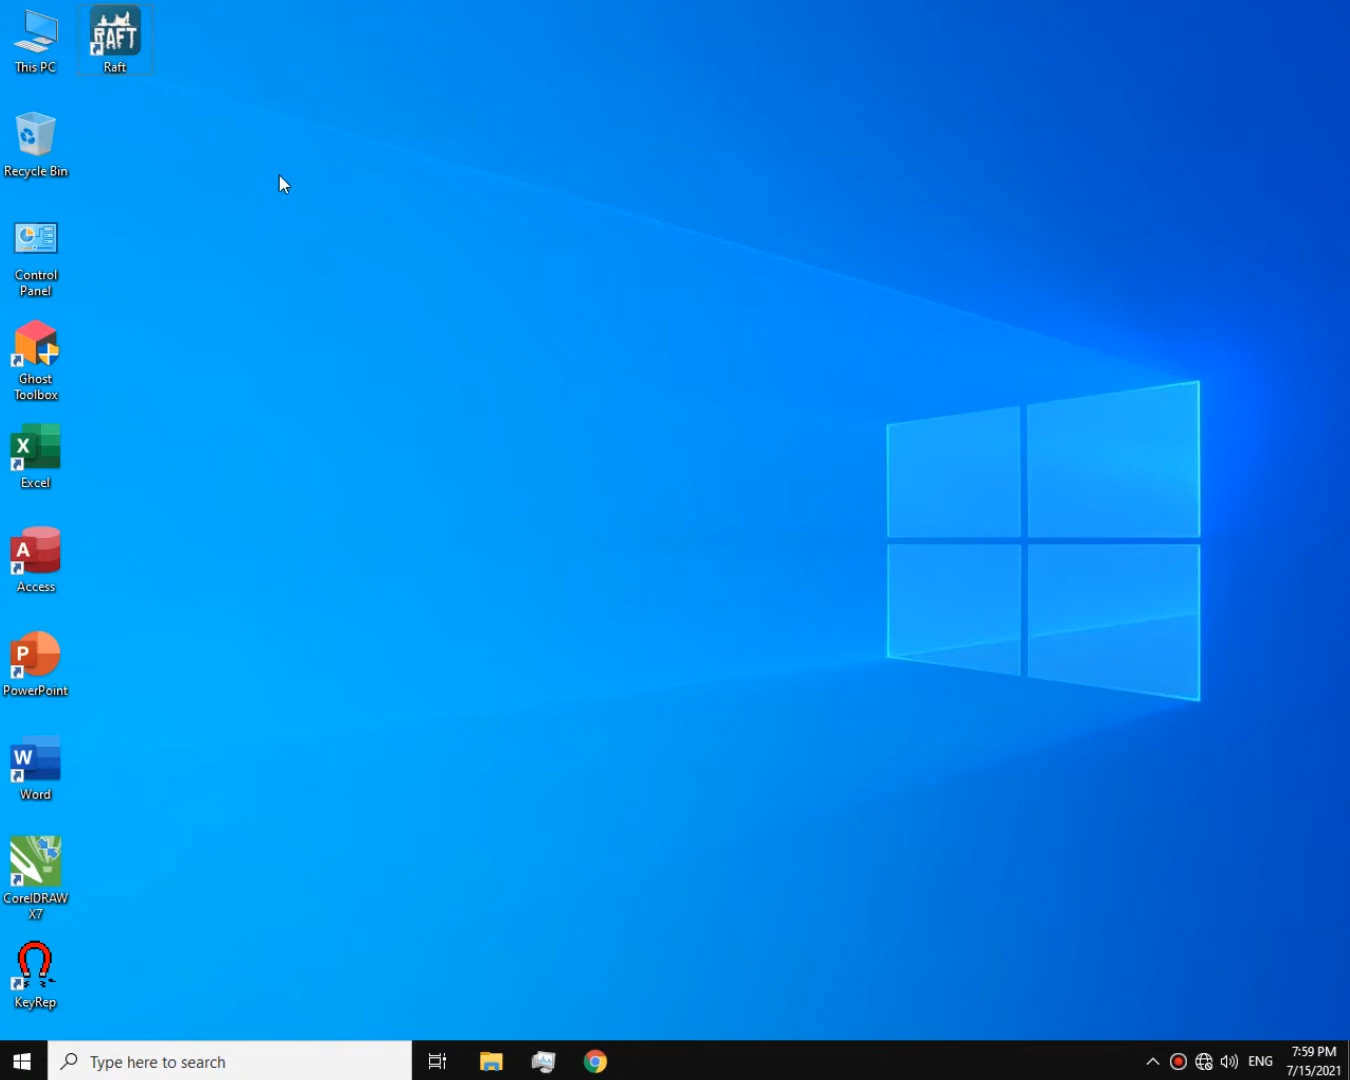 This PC
RAFT
Raft
Recycle Bin
Control
Panel
Ghost
Toolbox
X
Excel
A
Access
P
PowerPoint
W
Word
CorelDRAW
X7
KeyRep
Type here to search
ENG
7:59 PM
7/15/2021